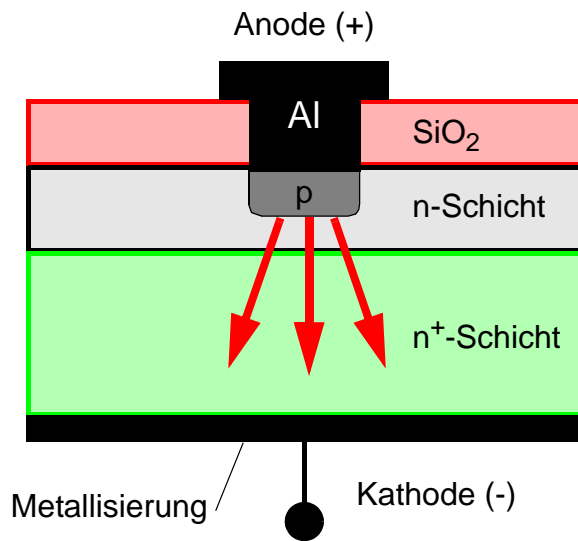 Anode (+)
Al
SiO₂
p
n-Schicht
n⁺-Schicht
Metallisierung
Kathode (-)